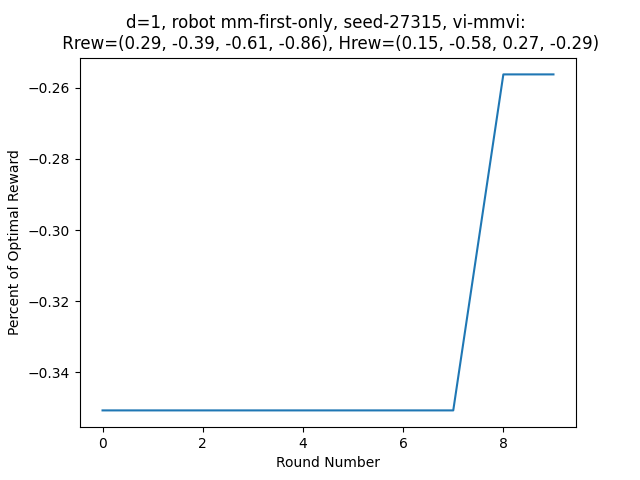 d=1, robot mm-first-only, seed-27315, vi-mmvi:
Rrew=(0.29, -0.39, -0.61, -0.86), Hrew=(0.15, -0.58, 0.27, -0.29)
Percent of Optimal Reward
−0.26
−0.28
−0.30
−0.32
−0.34
0 2 4 6 8
Round Number